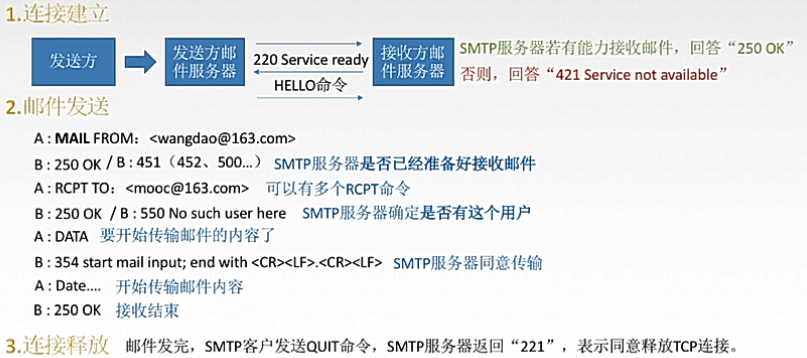 1.连接建立
发送方
发送方邮
件服务器
220 Service ready
HELLO命令
接收方邮
件服务器
SMTP服务器若有能力接收邮件，回答“250 OK”
否则，回答“421 Service not available”
2.邮件发送
A : MAIL FROM：<wangdao@163.com>
B : 250 OK / B : 451（452、500…） SMTP服务器是否已经准备好接收邮件
A : RCPT TO：<mooc@163.com> 可以有多个RCPT命令
B : 250 OK / B : 550 No such user here SMTP服务器确定是否有这个用户
A : DATA 要开始传输邮件的内容了
B : 354 start mail input; end with <CR><LF>.<CR><LF> SMTP服务器同意传输
A : Date…. 开始传输邮件内容
B : 250 OK 接收结束
3.连接释放 邮件发完，SMTP客户发送QUIT命令，SMTP服务器返回“221”，表示同意释放TCP连接。